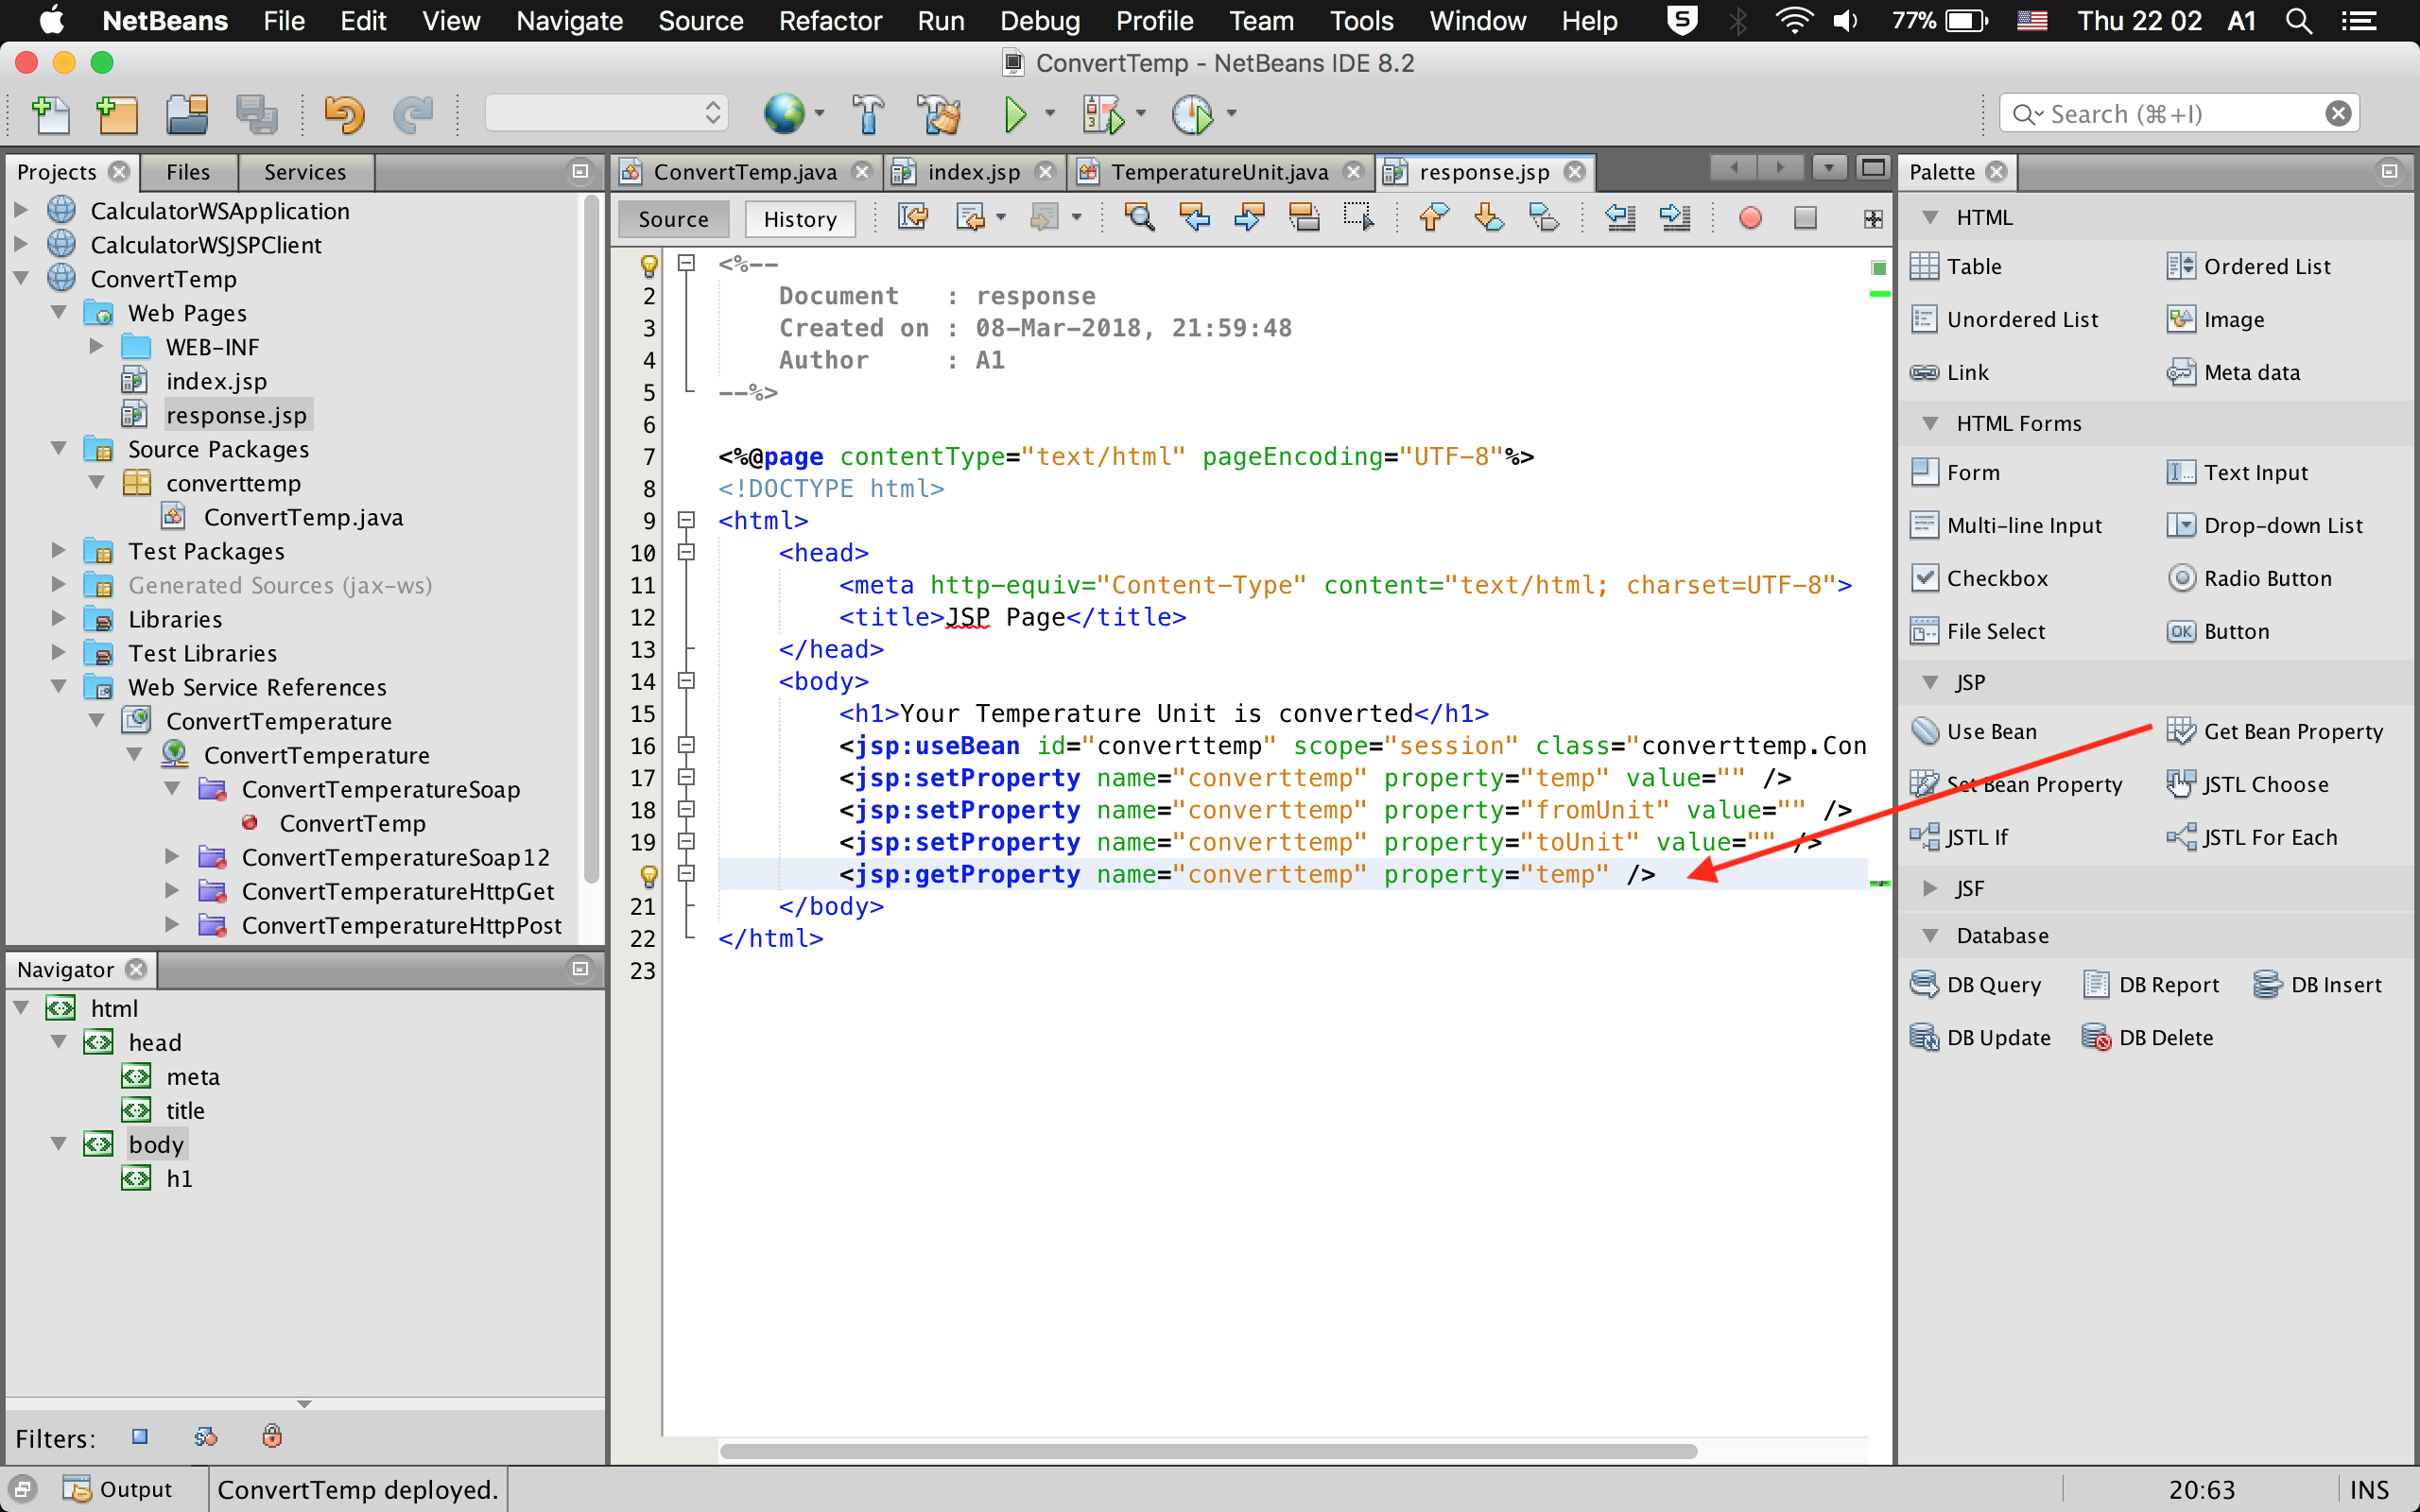 NetBeans File Edit View Navigate Source Refactor Run Debug Profile Team Tools Window Help S 77% Thu 22 02 A1
ConvertTemp - NetBeans IDE 8.2
Search (⌘+I)
Projects Files Services
CalculatorWSApplication
CalculatorWSJSPClient
ConvertTemp
Web Pages
WEB-INF
index.jsp
response.jsp
Source Packages
converttemp
ConvertTemp.java
Test Packages
Generated Sources (jax-ws)
Libraries
Test Libraries
Web Service References
ConvertTemperature
ConvertTemperature
ConvertTemperatureSoap
ConvertTemp
ConvertTemperatureSoap12
ConvertTemperatureHttpGet
ConvertTemperatureHttpPost
Navigator
html
head
meta
title
body
h1
Filters:
ConvertTemp.java index.jsp TemperatureUnit.java response.jsp
Source History
<%--
2 Document : response
3 Created on : 08-Mar-2018, 21:59:48
4 Author : A1
5 --%>
6
7 <%@page contentType="text/html" pageEncoding="UTF-8"%>
8 <!DOCTYPE html>
9 <html>
10 <head>
11 <meta http-equiv="Content-Type" content="text/html; charset=UTF-8">
12 <title>JSP Page</title>
13 </head>
14 <body>
15 <h1>Your Temperature Unit is converted</h1>
16 <jsp:useBean id="converttemp" scope="session" class="converttemp.Con
17 <jsp:setProperty name="converttemp" property="temp" value="" />
18 <jsp:setProperty name="converttemp" property="fromUnit" value="" />
19 <jsp:setProperty name="converttemp" property="toUnit" value="" />
<jsp:getProperty name="converttemp" property="temp" />
21 </body>
22 </html>
23
Palette
HTML
Table Ordered List
Unordered List Image
Link Meta data
HTML Forms
Form Text Input
Multi-line Input Drop-down List
Checkbox Radio Button
File Select Button
JSP
Use Bean Get Bean Property
Set Bean Property JSTL Choose
JSTL If JSTL For Each
JSF
Database
DB Query DB Report DB Insert
DB Update DB Delete
Output ConvertTemp deployed. 20:63 INS